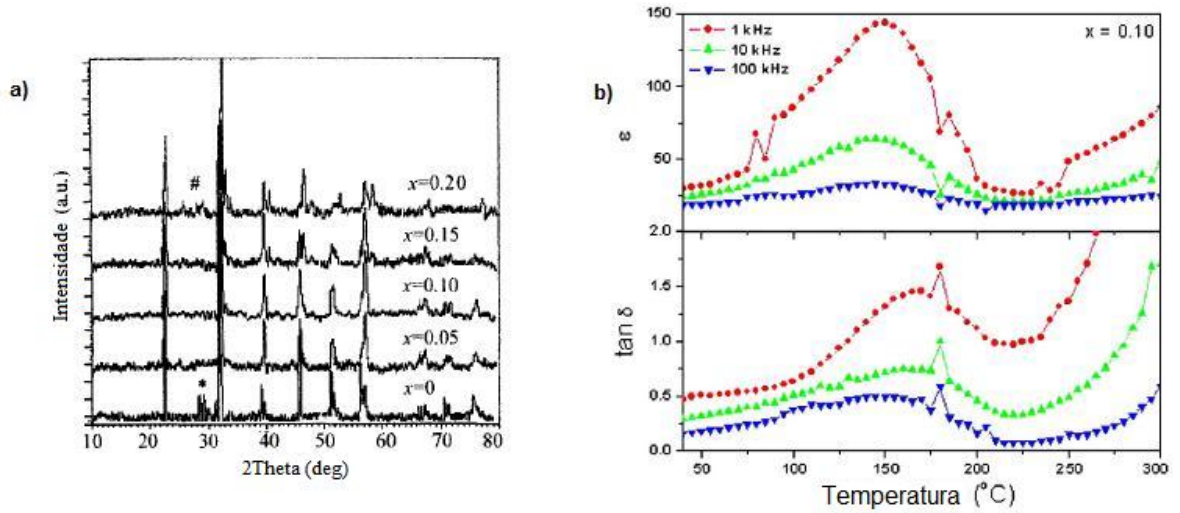 a)
Intensidade (a.u.)
#
x=0.20
x=0.15
x=0.10
x=0.05
*
x=0
10 20 30 40 50 60 70 80
2Theta (deg)
b)
150
100
50
ε
1 kHz
10 kHz
100 kHz
x = 0.10
2.0
1.5
1.0
0.5
0.0
tan δ
50 100 150 200 250 300
Temperatura (°C)